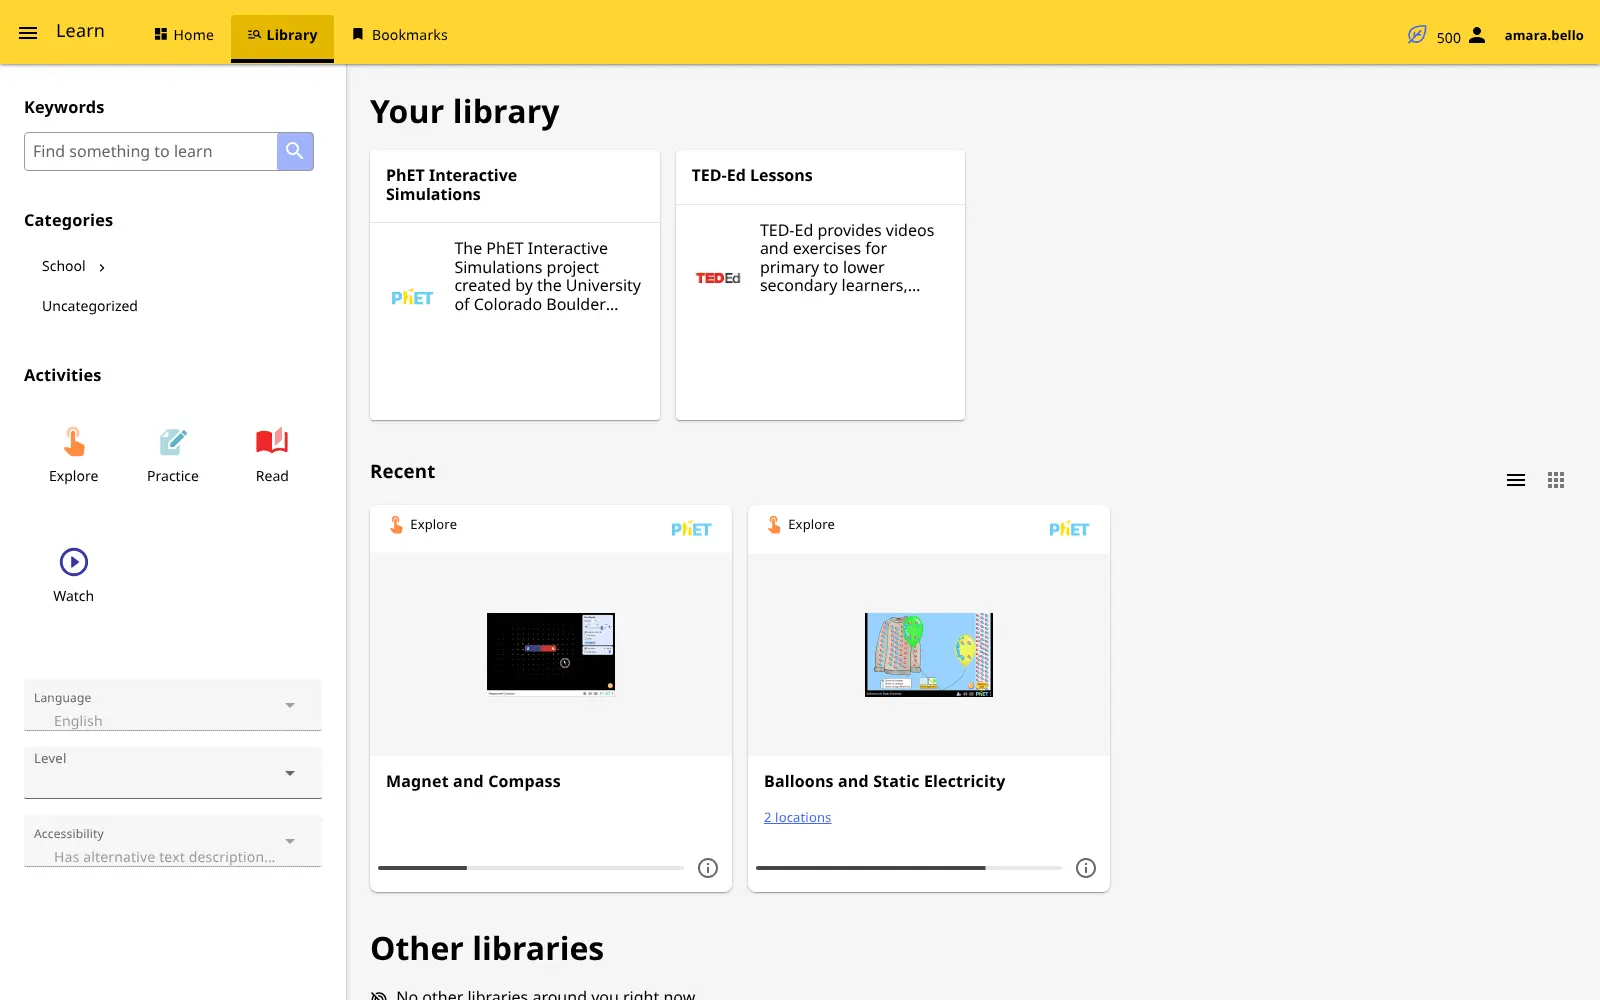 Learn
Home
Library
Bookmarks
500
amara.bello
Keywords
Find something to learn
Categories
School
Uncategorized
Activities
Explore
Practice
Read
Watch
Language
English
Level
Accessibility
Has alternative text description...
Your library
PhET Interactive
Simulations
PhET
The PhET Interactive
Simulations project
created by the University
of Colorado Boulder...
TED-Ed Lessons
TEDEd
TED-Ed provides videos
and exercises for
primary to lower
secondary learners,...
Recent
Explore
PhET
Magnet and Compass
Explore
PhET
Balloons and Static Electricity
2 locations
Other libraries
No other libraries around you right now